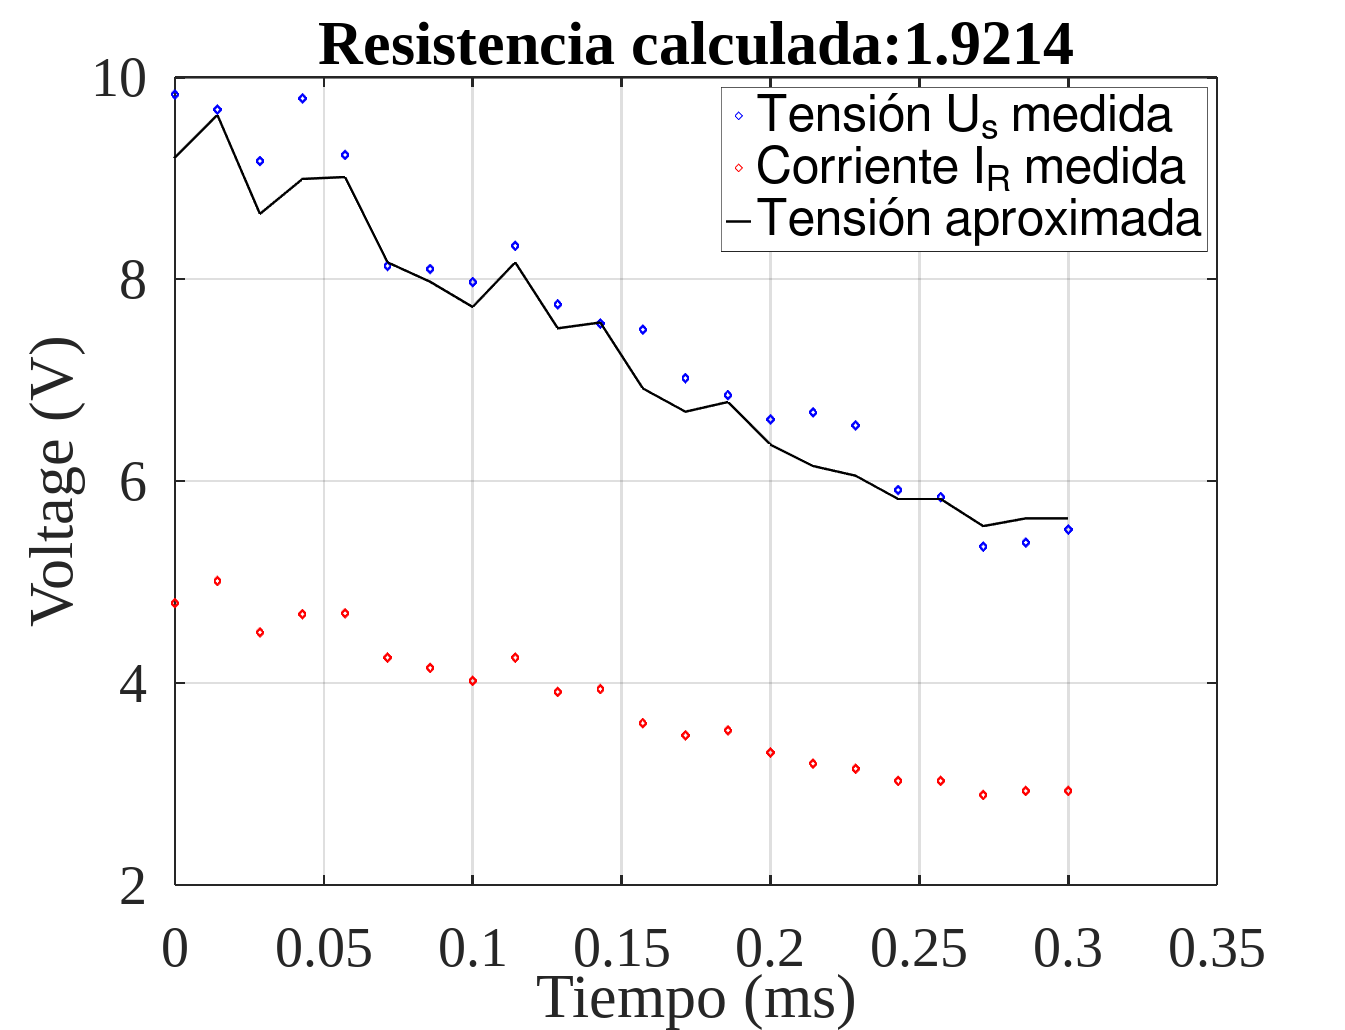 Resistencia calculada:1.9214
Tensión Us medida
Corriente IR medida
Tensión aproximada
Voltage (V)
10
8
6
4
2
0 0.05 0.1 0.15 0.2 0.25 0.3 0.35
Tiempo (ms)